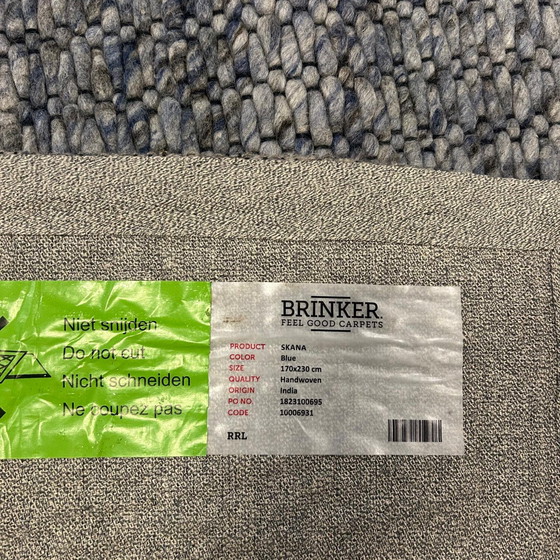 Niet snijden
Do not cut
Nicht schneiden
Ne coupez pas
BRINKER.
FEEL GOOD CARPETS
PRODUCT SKANA
COLOR Blue
SIZE 170x230 cm
QUALITY Handwoven
ORIGIN India
PO NO. 1823100695
CODE 10006931
RRL